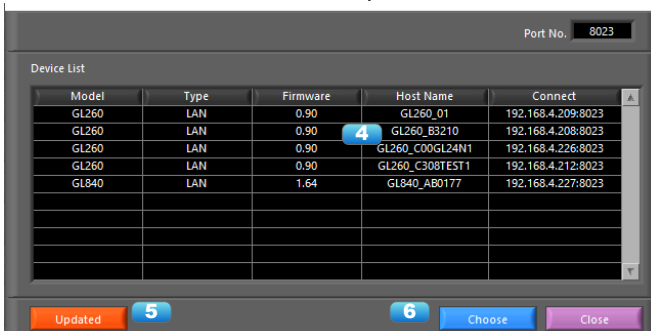 Port No. 8023
Device List
Model Type Firmware Host Name Connect
GL260 LAN 0.90 GL260_01 192.168.4.209:8023
GL260 LAN 0.90 4 GL260_B3210 192.168.4.208:8023
GL260 LAN 0.90 GL260_C00GL24N1 192.168.4.226:8023
GL260 LAN 0.90 GL260_C308TEST1 192.168.4.212:8023
GL840 LAN 1.64 GL840_AB0177 192.168.4.227:8023
Updated 5 6 Choose Close